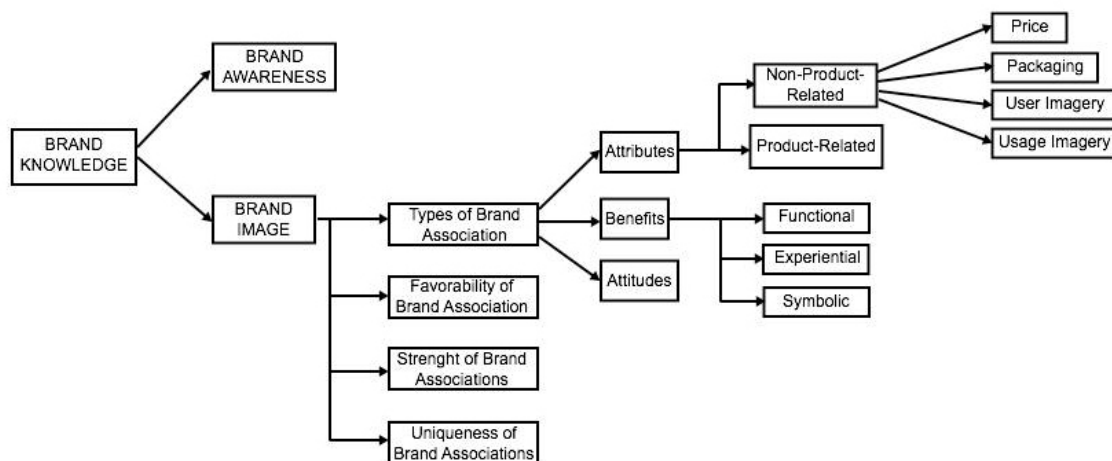 BRAND
AWARENESS
BRAND
KNOWLEDGE
BRAND
IMAGE
Types of Brand
Association
Favorability of
Brand Association
Strenght of Brand
Associations
Uniqueness of
Brand Associations
Attributes
Benefits
Attitudes
Non-Product-
Related
Product-Related
Functional
Experiential
Symbolic
Price
Packaging
User Imagery
Usage Imagery